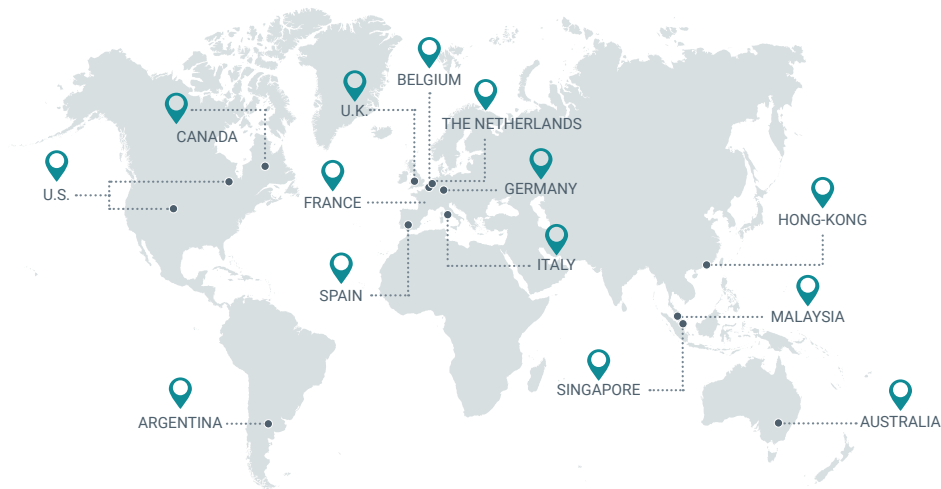 BELGIUM
U.K.
THE NETHERLANDS
CANADA
U.S.
FRANCE
GERMANY
HONG-KONG
ITALY
SPAIN
MALAYSIA
SINGAPORE
ARGENTINA
AUSTRALIA